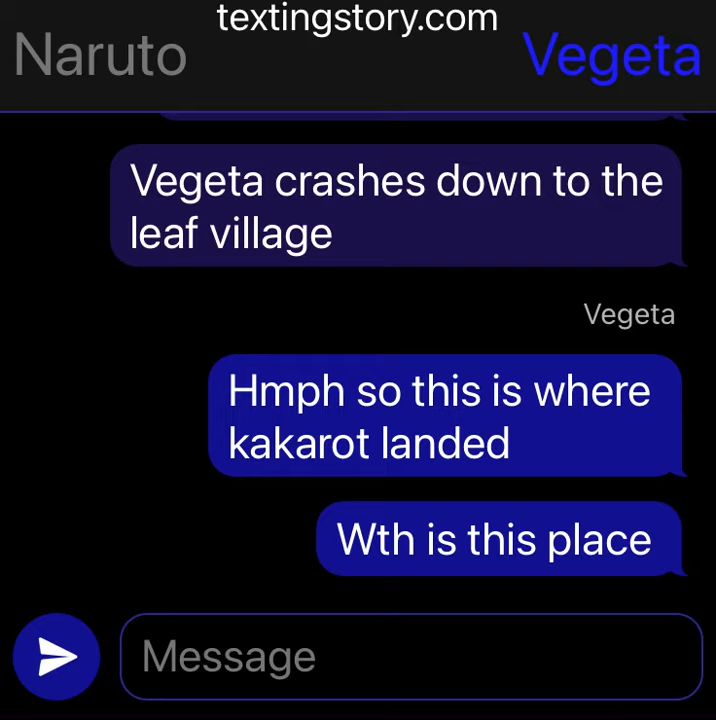 textingstory.com
Naruto
Vegeta
Vegeta crashes down to the
leaf village
Vegeta
Hmph so this is where
kakarot landed
Wth is this place
Message